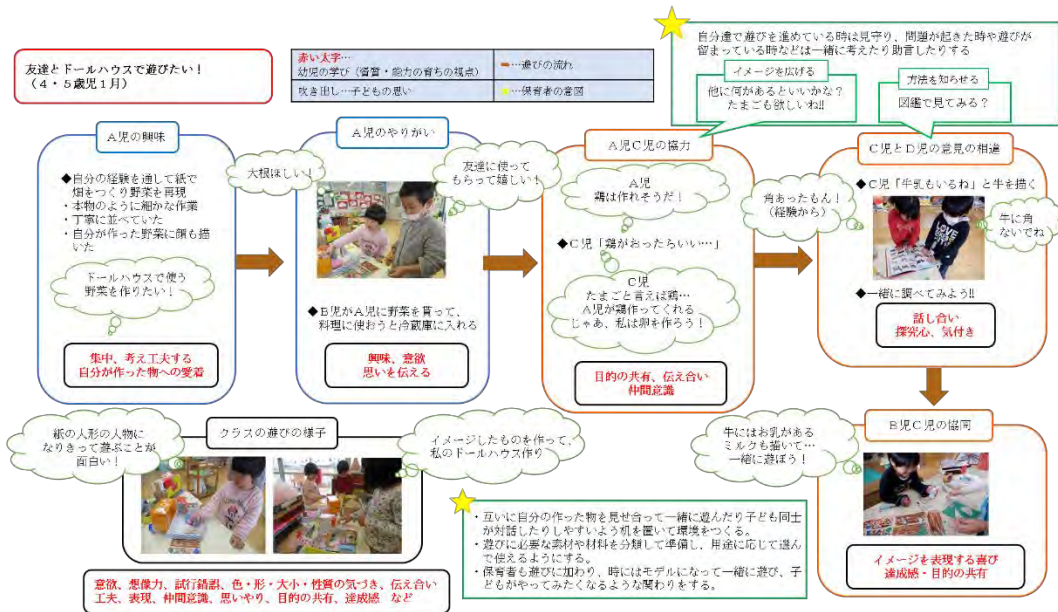 友達とドールハウスで遊びたい！
（４・５歳児１月）
赤い太字…
幼児の学び（資質・能力の育ちの視点）
…遊びの流れ
吹き出し…子どもの思い
…保育者の意図
自分達で遊びを進めている時は見守り、問題が起きた時や遊びが
留まっている時などは一緒に考えたり助言したりする
イメージを広げる
他に何があるといいかな？
たまごも欲しいね!!
方法を知らせる
図鑑で見てみる？
Ａ児の興味
◆自分の経験を通して紙で
畑をつくり野菜を再現
・本物のように細かな作業
・丁寧に並べていた
・自分が作った野菜に顔も描
いた
ドールハウスで使う
野菜を作りたい！
集中、考え工夫する
自分が作った物への愛着
Ａ児のやりがい
大根ほしい！
友達に使って
もらって嬉しい！
◆Ｂ児がＡ児に野菜を貰って、
料理に使おうと冷蔵庫に入れる
興味、意欲
思いを伝える
Ａ児Ｃ児の協力
Ａ児
鶏は作れそうだ！
◆Ｃ児「鶏がおったらいい…」
Ｃ児
たまごと言えば鶏…
Ａ児が鶏作ってくれる
じゃあ、私は卵を作ろう！
目的の共有、伝え合い
仲間意識
Ｃ児とＤ児の意見の相違
◆Ｃ児「牛乳もいるね」と牛を描く
角あったもん！
（経験から）
牛に角
ないでね
◆一緒に調べてみよう!!
話し合い
探究心、気付き
Ｂ児Ｃ児の協同
牛にはお乳がある
ミルクも描いて…
一緒に遊ぼう！
イメージを表現する喜び
達成感・目的の共有
クラスの遊びの様子
紙の人形の人物に
なりきって遊ぶことが
面白い！
イメージしたものを作って、
私のドールハウス作り
意欲、想像力、試行錯誤、色・形・大小・性質の気づき、伝え合い
工夫、表現、仲間意識、思いやり、目的の共有、達成感　など
・互いに自分の作った物を見せ合って一緒に遊んだり子ども同士
が対話したりしやすいよう机を置いて環境をつくる。
・遊びに必要な素材や材料を分類して準備し、用途に応じて選ん
で使えるようにする。
・保育者も遊びに加わり、時にはモデルになって一緒に遊び、子
どもがやってみたくなるような関わりをする。